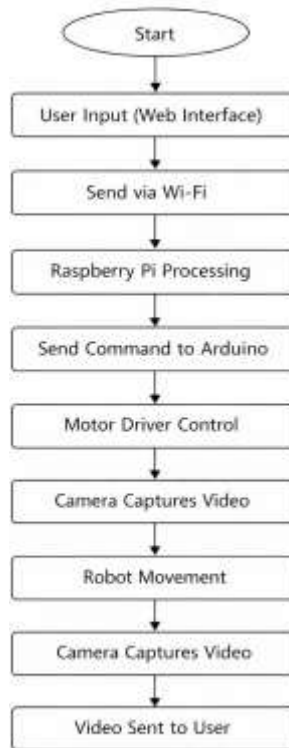 Start
User Input (Web Interface)
Send via Wi-Fi
Raspberry Pi Processing
Send Command to Arduino
Motor Driver Control
Camera Captures Video
Robot Movement
Camera Captures Video
Video Sent to User